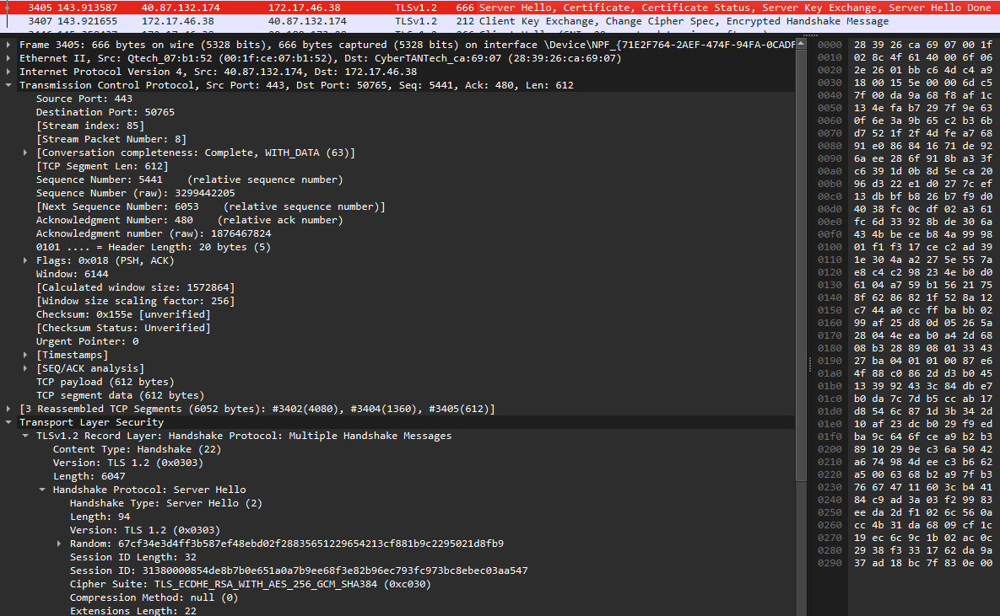 3405 143.913587 40.87.132.174 172.17.46.38 TLSv1.2 666 Server Hello, Certificate, Certificate Status, Server Key Exchange, Server Hello Done
3407 143.921655 172.17.46.38 40.87.132.174 TLSv1.2 212 Client Key Exchange, Change Cipher Spec, Encrypted Handshake Message
Frame 3405: 666 bytes on wire (5328 bits), 666 bytes captured (5328 bits) on interface \Device\NPF_{71E2F764-2AEF-474F-94FA-0CADF
Ethernet II, Src: Qtech_07:b1:52 (00:1f:ce:07:b1:52), Dst: CyberTANTech_ca:69:07 (28:39:26:ca:69:07)
Internet Protocol Version 4, Src: 40.87.132.174, Dst: 172.17.46.38
Transmission Control Protocol, Src Port: 443, Dst Port: 50765, Seq: 5441, Ack: 480, Len: 612
Source Port: 443
Destination Port: 50765
[Stream index: 85]
[Stream Packet Number: 8]
[Conversation completeness: Complete, WITH_DATA (63)]
[TCP Segment Len: 612]
Sequence Number: 5441 (relative sequence number)
Sequence Number (raw): 3299442205
[Next Sequence Number: 6053 (relative sequence number)]
Acknowledgment Number: 480 (relative ack number)
Acknowledgment number (raw): 1876467824
0101 .... = Header Length: 20 bytes (5)
Flags: 0x018 (PSH, ACK)
Window: 6144
[Calculated window size: 1572864]
[Window size scaling factor: 256]
Checksum: 0x155e [unverified]
[Checksum Status: Unverified]
Urgent Pointer: 0
[Timestamps]
[SEQ/ACK analysis]
TCP payload (612 bytes)
TCP segment data (612 bytes)
[3 Reassembled TCP Segments (6052 bytes): #3402(4080), #3404(1360), #3405(612)]
Transport Layer Security
TLSv1.2 Record Layer: Handshake Protocol: Multiple Handshake Messages
Content Type: Handshake (22)
Version: TLS 1.2 (0x0303)
Length: 6047
Handshake Protocol: Server Hello
Handshake Type: Server Hello (2)
Length: 94
Version: TLS 1.2 (0x0303)
Random: 67cf34e3d4ff3b587ef48ebd02f28835651229654213cf881b9c2295021d8fb9
Session ID Length: 32
Session ID: 31380000854de8b7b0e651a0a7b9ee68f3e82b96ec793fc973bc8ebec03aa547
Cipher Suite: TLS_ECDHE_RSA_WITH_AES_256_GCM_SHA384 (0xc030)
Compression Method: null (0)
Extensions Length: 22
0000 28 39 26 ca 69 07 00 1f
0010 02 8c 4f 61 40 00 6f 06
0020 2e 26 01 bb c6 4d c4 a9
0030 18 00 15 5e 00 00 6d c5
0040 7f 00 da 9a 68 f8 af 1c
0050 13 4e fa b7 29 7f 9e 63
0060 0f 6e 3a 9b 65 c2 b3 6b
0070 d7 52 1f 2f 4d fe a7 68
0080 91 e0 86 84 16 71 de 92
0090 6a ee 28 6f 91 8b a3 3f
00a0 c6 39 1d 0b 8d 5e ca 20
00b0 96 d3 22 e1 d0 27 7c ef
00c0 13 db bf b8 26 b7 f9 d0
00d0 40 38 fc 0c df 02 a3 61
00e0 fc 6d 33 92 8b de 30 6a
00f0 43 4b be ce b8 4a 99 98
0100 01 f1 f3 17 ce c2 ad 39
0110 1e 30 4a a2 27 5e 55 7a
0120 e8 c4 c2 98 23 4e b0 d0
0130 61 04 a7 59 b1 56 21 75
0140 8f 62 86 82 1f 52 8a 12
0150 c7 44 a0 cc ff ba bb 02
0160 99 af 25 d8 0d 05 26 5a
0170 28 04 4e ea b0 a4 2d 68
0180 08 b3 28 89 08 01 33 43
0190 27 ba 04 01 01 00 87 e6
01a0 4f 88 c0 86 2d d3 b0 45
01b0 13 39 92 43 3c 84 db e7
01c0 b0 da 7c 7d b5 cc ab 17
01d0 d8 54 6c 87 1d 3b 34 2d
01e0 10 af 23 dc b0 29 f9 ed
01f0 ba 9c 64 6f ce a9 b2 b3
0200 89 10 29 9e c3 6a 50 42
0210 a6 74 98 4d ee c3 b6 62
0220 a5 00 63 68 b2 a9 7f b3
0230 76 67 47 11 60 3c b4 41
0240 84 c9 ad 3a 03 f2 99 83
0250 ee da 2d f1 02 6c 56 0a
0260 cc 4b 31 da 68 09 cf 1c
0270 19 ec 6c 9c 1b 02 ac 0c
0280 29 38 f3 33 17 62 da 9a
0290 37 ad 18 bc 7f 83 0e 00